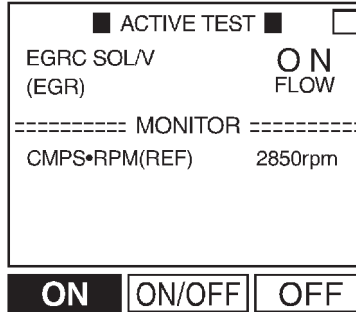 ■ ACTIVE TEST ■
EGRC SOL/V ON
(EGR) FLOW
========== MONITOR ==========
CMPS•RPM(REF) 2850rpm
ON ON/OFF OFF